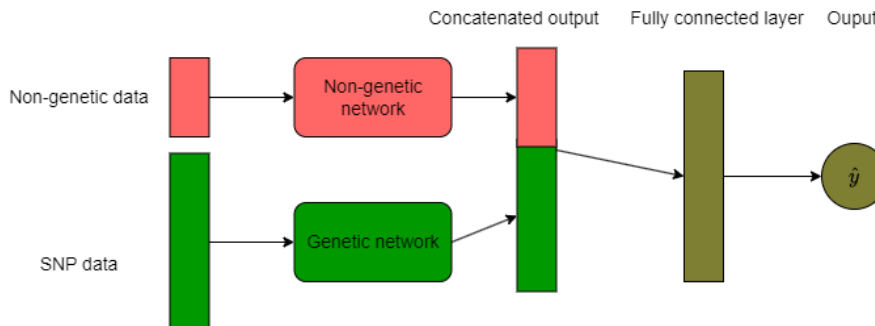 Concatenated output
Fully connected layer
Ouput
Non-genetic data
Non-genetic
network
ŷ
Genetic network
SNP data